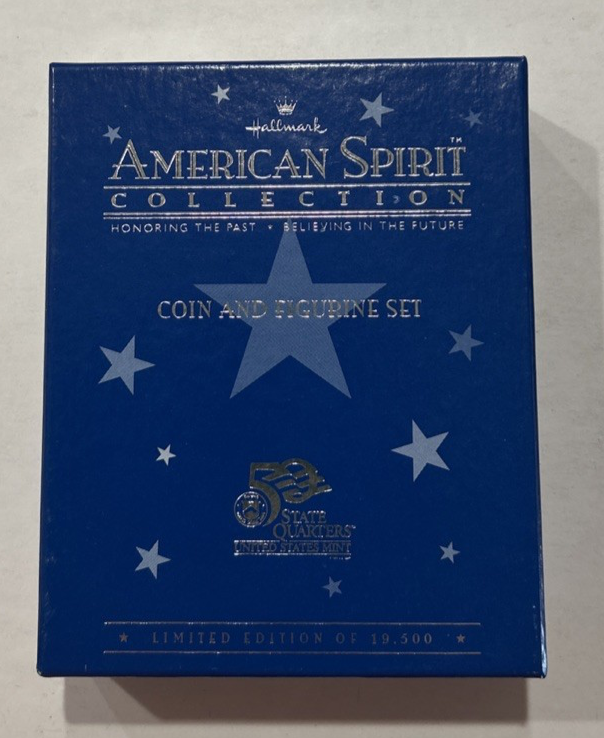 Hallmark
AMERICAN SPIRIT™
COLLECTION
HONORING THE PAST • BELIEVING IN THE FUTURE
COIN AND FIGURINE SET
50
STATE
QUARTERS™
UNITED STATES MINT
★ LIMITED EDITION OF 19,500 ★